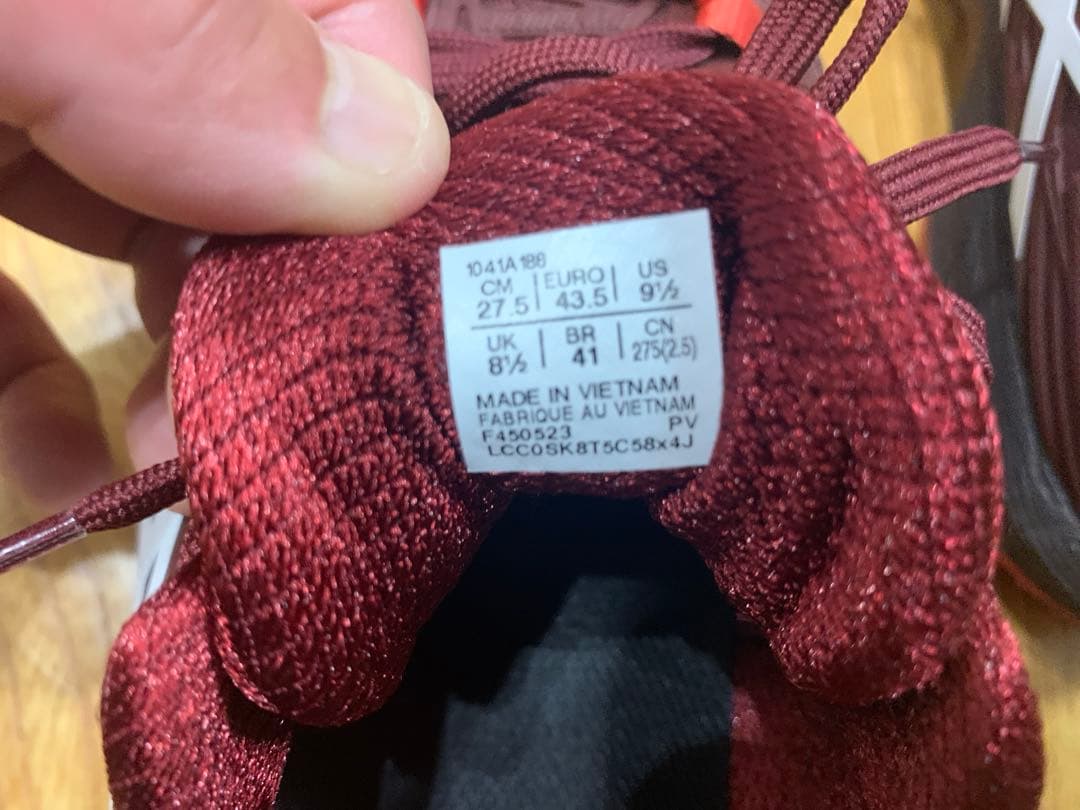 1041A188
CM EURO US
27.5 43.5 9½
UK BR CN
8½ 41 275(2.5)
MADE IN VIETNAM
FABRIQUE AU VIETNAM
F450523 PV
LCC0SK8T5C58x4J